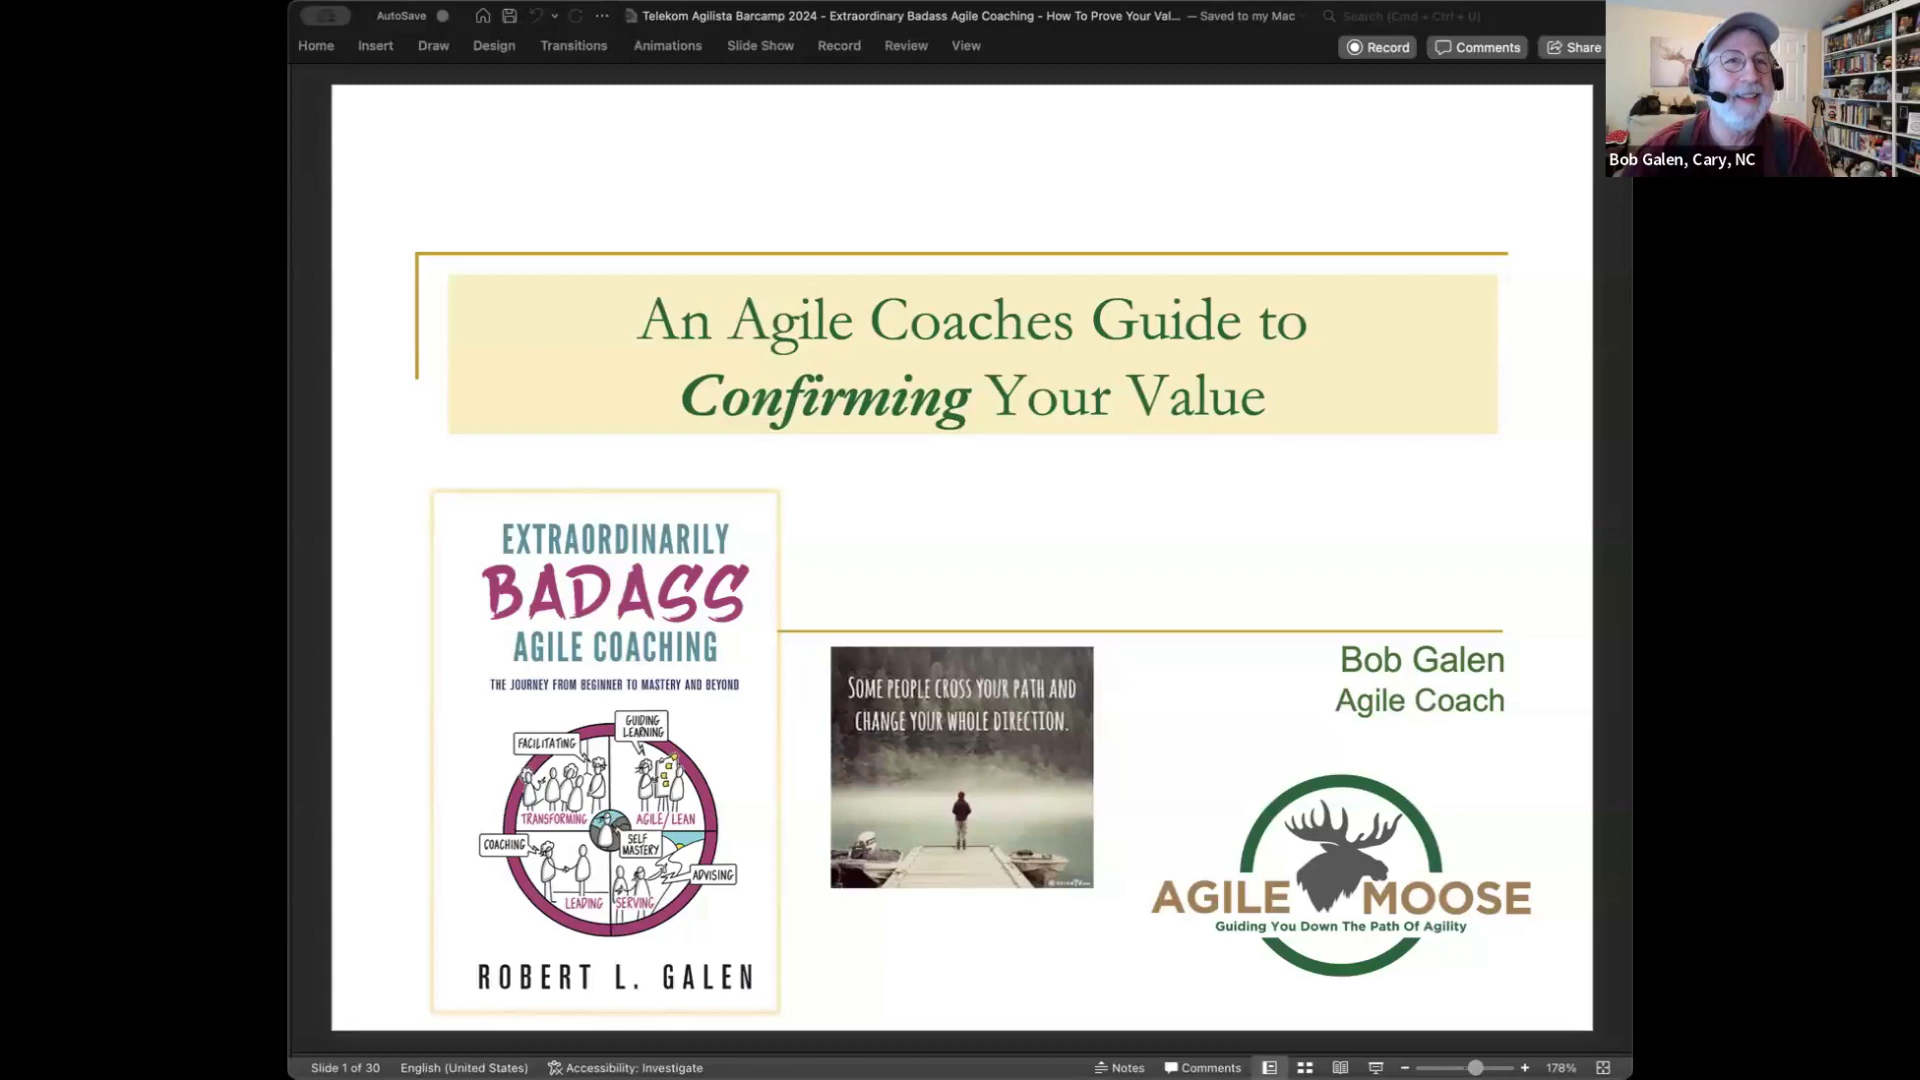 AutoSave
Telekom Agilista Barcamp 2024 - Extraordinary Badass Agile Coaching - How To Prove Your Val... — Saved to my Mac
Search (Cmd + Ctrl + U)
Home Insert Draw Design Transitions Animations Slide Show Record Review View
Record Comments Share
Bob Galen, Cary, NC
An Agile Coaches Guide to
Confirming Your Value
EXTRAORDINARILY
BADASS
AGILE COACHING
THE JOURNEY FROM BEGINNER TO MASTERY AND BEYOND
GUIDING
LEARNING
FACILITATING
TRANSFORMING
AGILE/LEAN
COACHING
SELF
MASTERY
ADVISING
LEADING
SERVING
ROBERT L. GALEN
SOME PEOPLE CROSS YOUR PATH AND
CHANGE YOUR WHOLE DIRECTION.
Bob Galen
Agile Coach
AGILE MOOSE
Guiding You Down The Path Of Agility
Slide 1 of 30 English (United States) Accessibility: Investigate
Notes Comments 178%